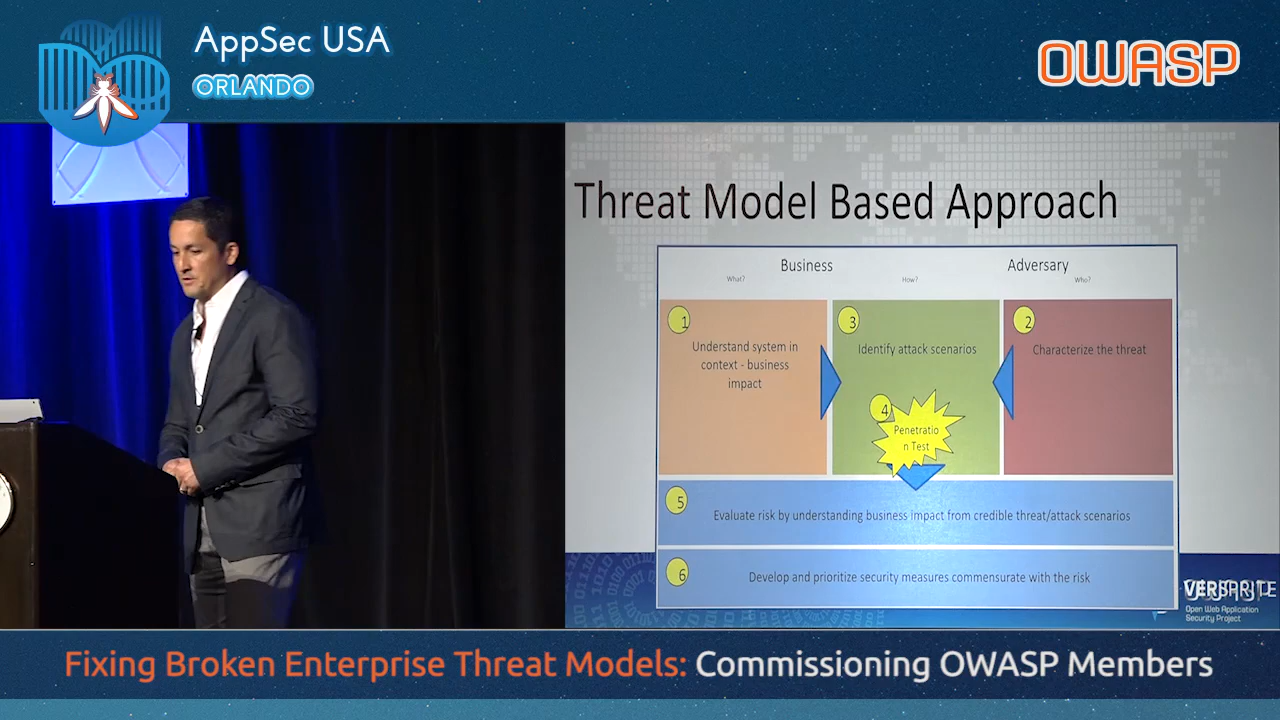 AppSec USA
ORLANDO
OWASP
Threat Model Based Approach
Business
Adversary
What?
How?
Who?
1
Understand system in
context - business
impact
3
Identify attack scenarios
4
Penetratio
n Test
2
Characterize the threat
5
Evaluate risk by understanding business impact from credible threat/attack scenarios
6
Develop and prioritize security measures commensurate with the risk
VERSPRITE
Open Web Application
Security Project
Fixing Broken Enterprise Threat Models: Commissioning OWASP Members